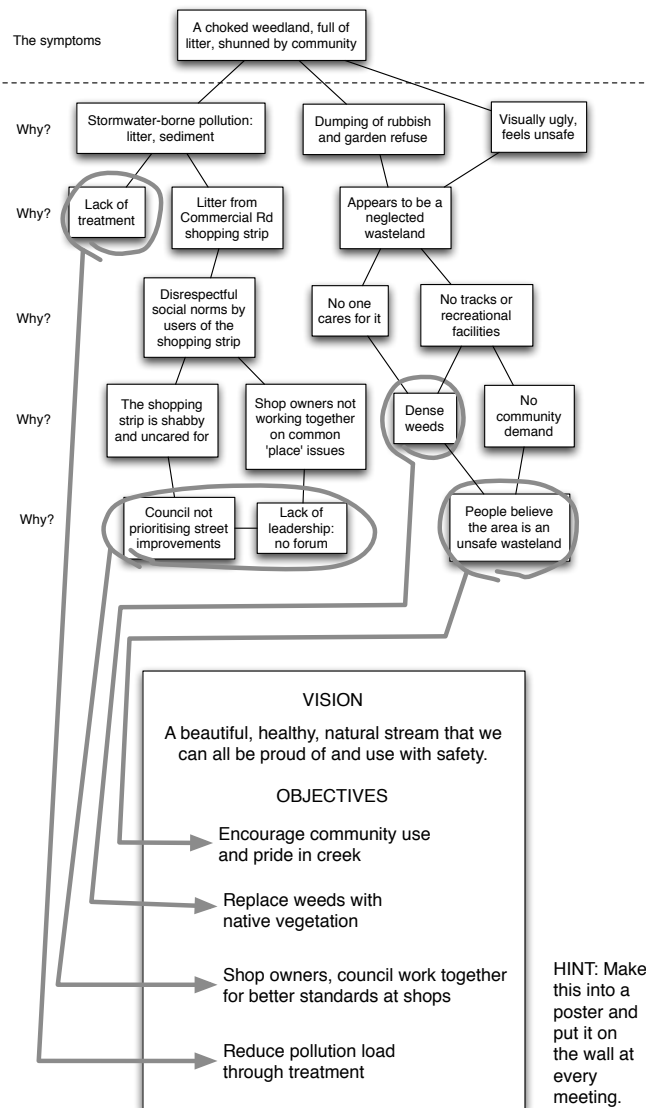 The symptoms
A choked weedland, full of
litter, shunned by community
Why?
Stormwater-borne pollution:
litter, sediment
Dumping of rubbish
and garden refuse
Visually ugly,
feels unsafe
Why?
Lack of
treatment
Litter from
Commercial Rd
shopping strip
Appears to be a
neglected
wasteland
Why?
Disrespectful
social norms by
users of the
shopping strip
No one
cares for it
No tracks or
recreational
facilities
Why?
The shopping
strip is shabby
and uncared for
Shop owners not
working together
on common
'place' issues
Dense
weeds
No
community
demand
Why?
Council not
prioritising street
improvements
Lack of
leadership:
no forum
People believe
the area is an
unsafe wasteland
VISION
A beautiful, healthy, natural stream that we
can all be proud of and use with safety.
OBJECTIVES
Encourage community use
and pride in creek
Replace weeds with
native vegetation
Shop owners, council work together
for better standards at shops
Reduce pollution load
through treatment
HINT: Make
this into a
poster and
put it on
the wall at
every
meeting.